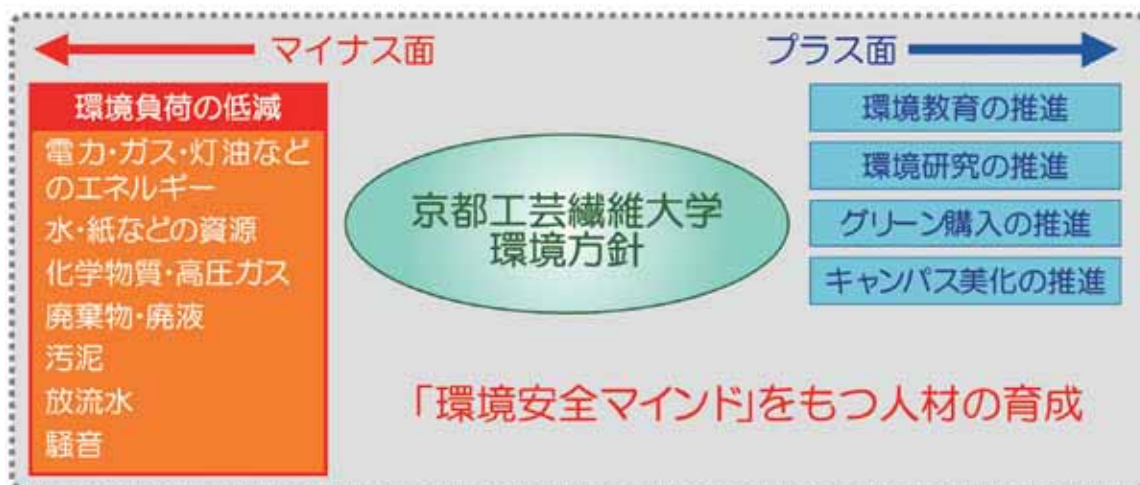 マイナス面
プラス面
環境負荷の低減
電力・ガス・灯油など
のエネルギー
水・紙などの資源
化学物質・高圧ガス
廃棄物・廃液
汚泥
放流水
騒音
京都工芸繊維大学
環境方針
環境教育の推進
環境研究の推進
グリーン購入の推進
キャンパス美化の推進
「環境安全マインド」をもつ人材の育成